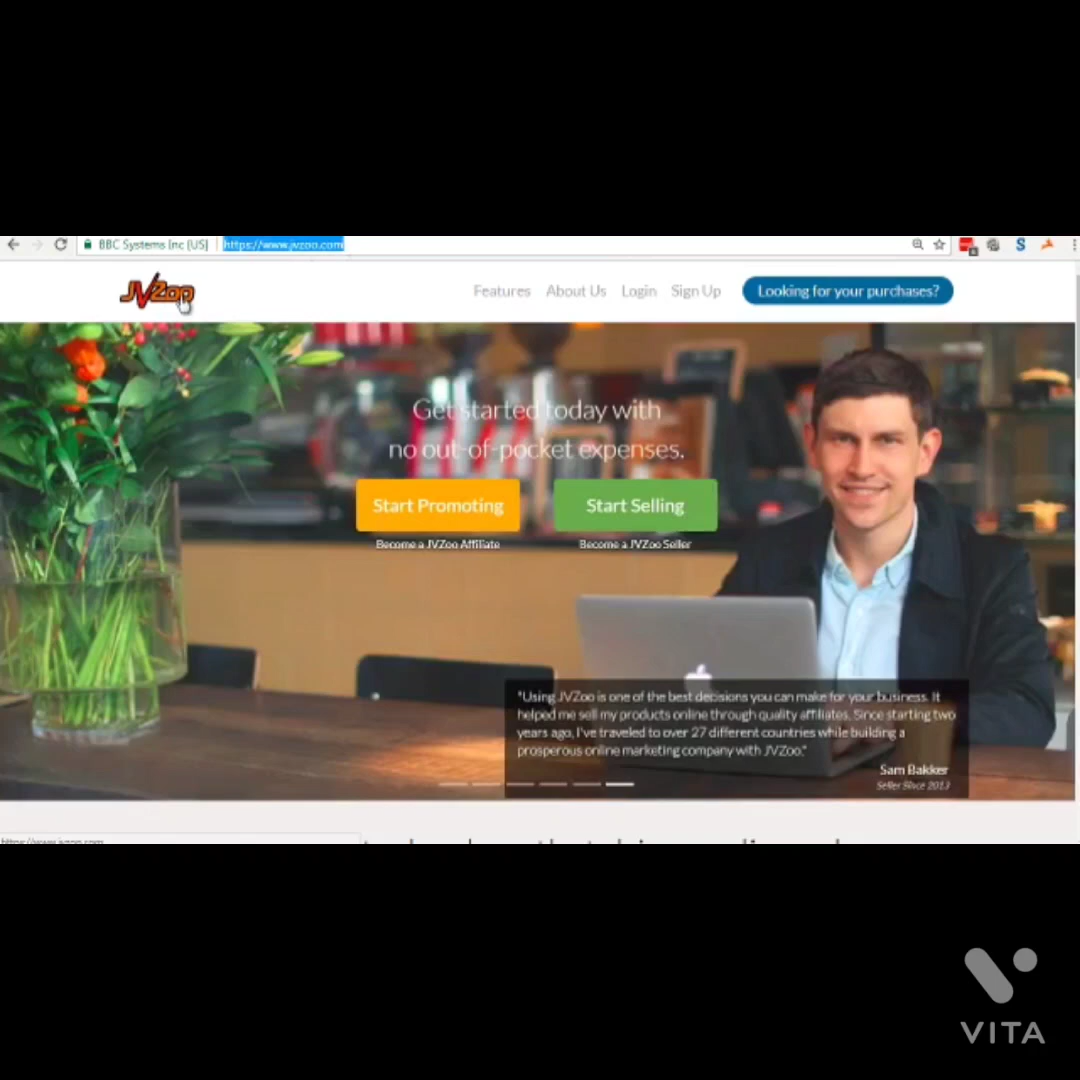 BBC Systems Inc [US]
https://www.jvzoo.com
S
JVZoo
Features
About Us
Login
Sign Up
Looking for your purchases?
Get started today with
no out-of-pocket expenses.
Start Promoting
Start Selling
Become a JVZoo Affiliate
Become a JVZoo Seller
"Using JVZoo is one of the best decisions you can make for your business. It
helped me sell my products online through quality affiliates. Since starting two
years ago, I've traveled to over 27 different countries while building a
prosperous online marketing company with JVZoo."
Sam Bakker
Seller Since 2013
https://www.jvzoo.com
VITA